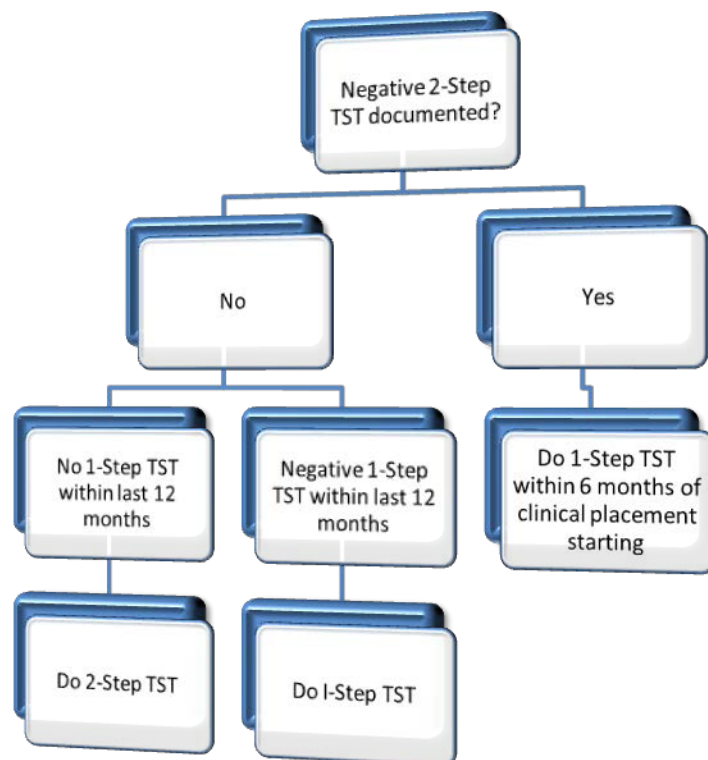 Negative 2-Step
TST documented?
No
Yes
No 1-Step TST
within last 12
months
Negative 1-Step
TST within last 12
months
Do 1-Step TST
within 6 months of
clinical placement
starting
Do 2-Step TST
Do I-Step TST